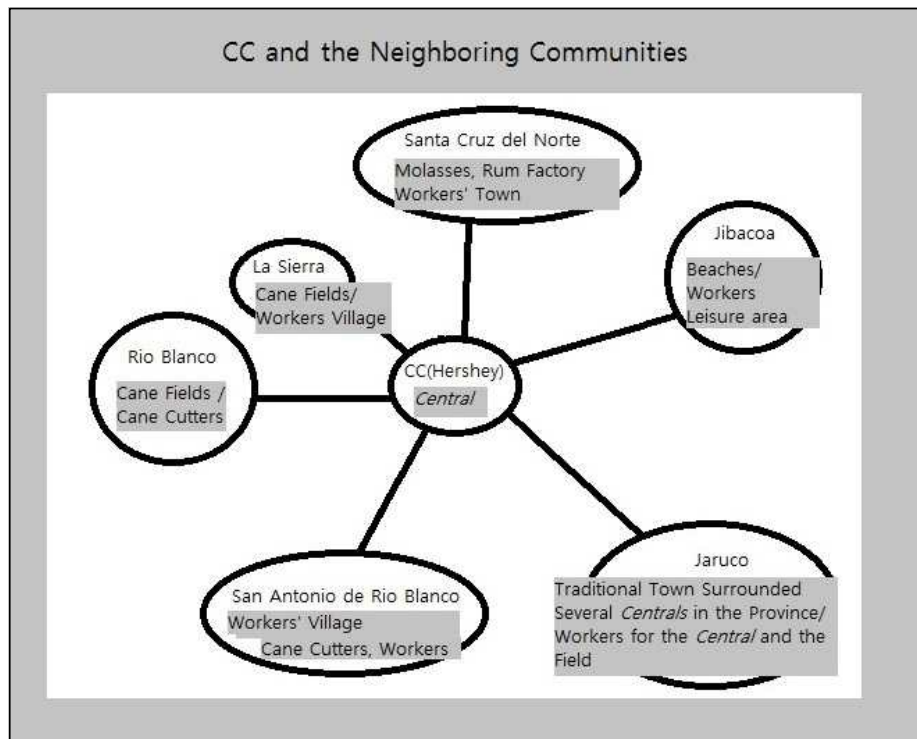 CC and the Neighboring Communities
Santa Cruz del Norte
Molasses, Rum Factory
Workers' Town
Jibacoa
Beaches/
Workers
Leisure area
La Sierra
Cane Fields/
Workers Village
Rio Blanco
Cane Fields /
Cane Cutters
CC(Hershey)
Central
San Antonio de Rio Blanco
Workers' Village
Cane Cutters, Workers
Jaruco
Traditional Town Surrounded
Several Centrals in the Province/
Workers for the Central and the
Field